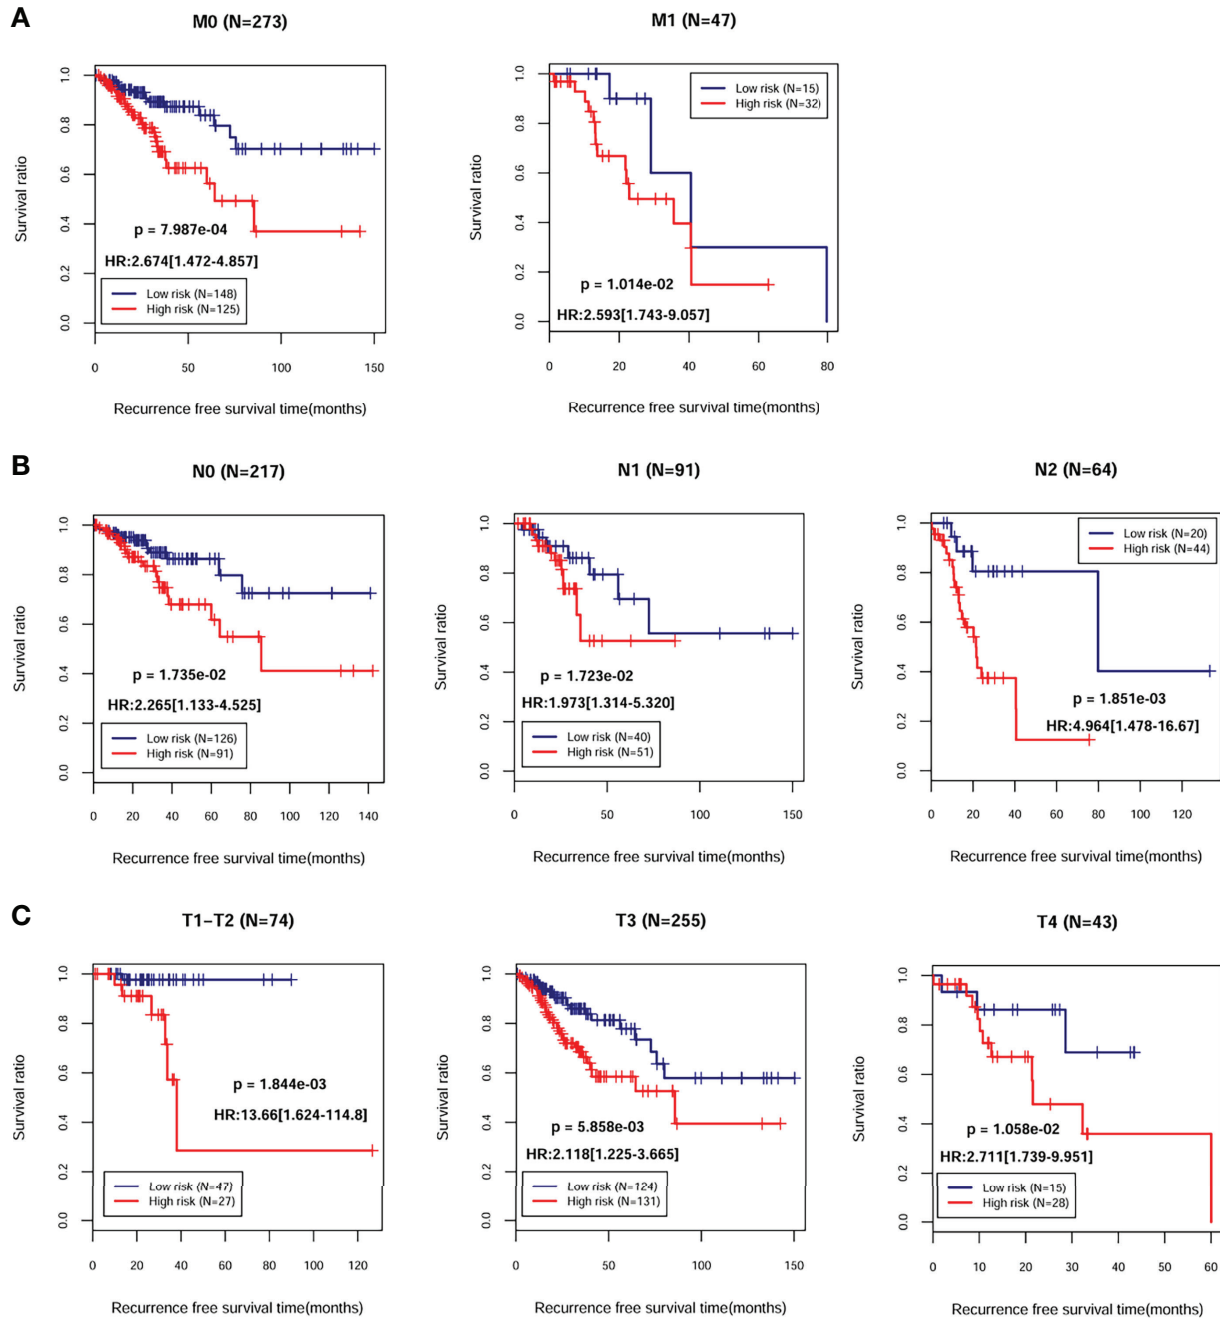 A
M0 (N=273)
1.0
0.8
0.6
0.4
0.2
0.0
Survival ratio
p = 7.987e-04
HR:2.674[1.472-4.857]
Low risk (N=148)
High risk (N=125)
0 50 100 150
Recurrence free survival time(months)
M1 (N=47)
1.0
0.8
0.6
0.4
0.2
0.0
Survival ratio
Low risk (N=15)
High risk (N=32)
p = 1.014e-02
HR:2.593[1.743-9.057]
0 20 40 60 80
Recurrence free survival time(months)
B
N0 (N=217)
1.0
0.8
0.6
0.4
0.2
0.0
Survival ratio
p = 1.735e-02
HR:2.265[1.133-4.525]
Low risk (N=126)
High risk (N=91)
0 20 40 60 80 100 120 140
Recurrence free survival time(months)
N1 (N=91)
1.0
0.8
0.6
0.4
0.2
0.0
Survival ratio
p = 1.723e-02
HR:1.973[1.314-5.320]
Low risk (N=40)
High risk (N=51)
0 50 100 150
Recurrence free survival time(months)
N2 (N=64)
1.0
0.8
0.6
0.4
0.2
0.0
Survival ratio
Low risk (N=20)
High risk (N=44)
p = 1.851e-03
HR:4.964[1.478-16.67]
0 20 40 60 80 100 120
Recurrence free survival time(months)
C
T1-T2 (N=74)
1.0
0.8
0.6
0.4
0.2
0.0
Survival ratio
p = 1.844e-03
HR:13.66[1.624-114.8]
Low risk (N=47)
High risk (N=27)
0 20 40 60 80 100 120
Recurrence free survival time(months)
T3 (N=255)
1.0
0.8
0.6
0.4
0.2
0.0
Survival ratio
p = 5.858e-03
HR:2.118[1.225-3.665]
Low risk (N=124)
High risk (N=131)
0 50 100 150
Recurrence free survival time(months)
T4 (N=43)
1.0
0.8
0.6
0.4
0.2
0.0
Survival ratio
p = 1.058e-02
HR:2.711[1.739-9.951]
Low risk (N=15)
High risk (N=28)
0 10 20 30 40 50 60
Recurrence free survival time(months)